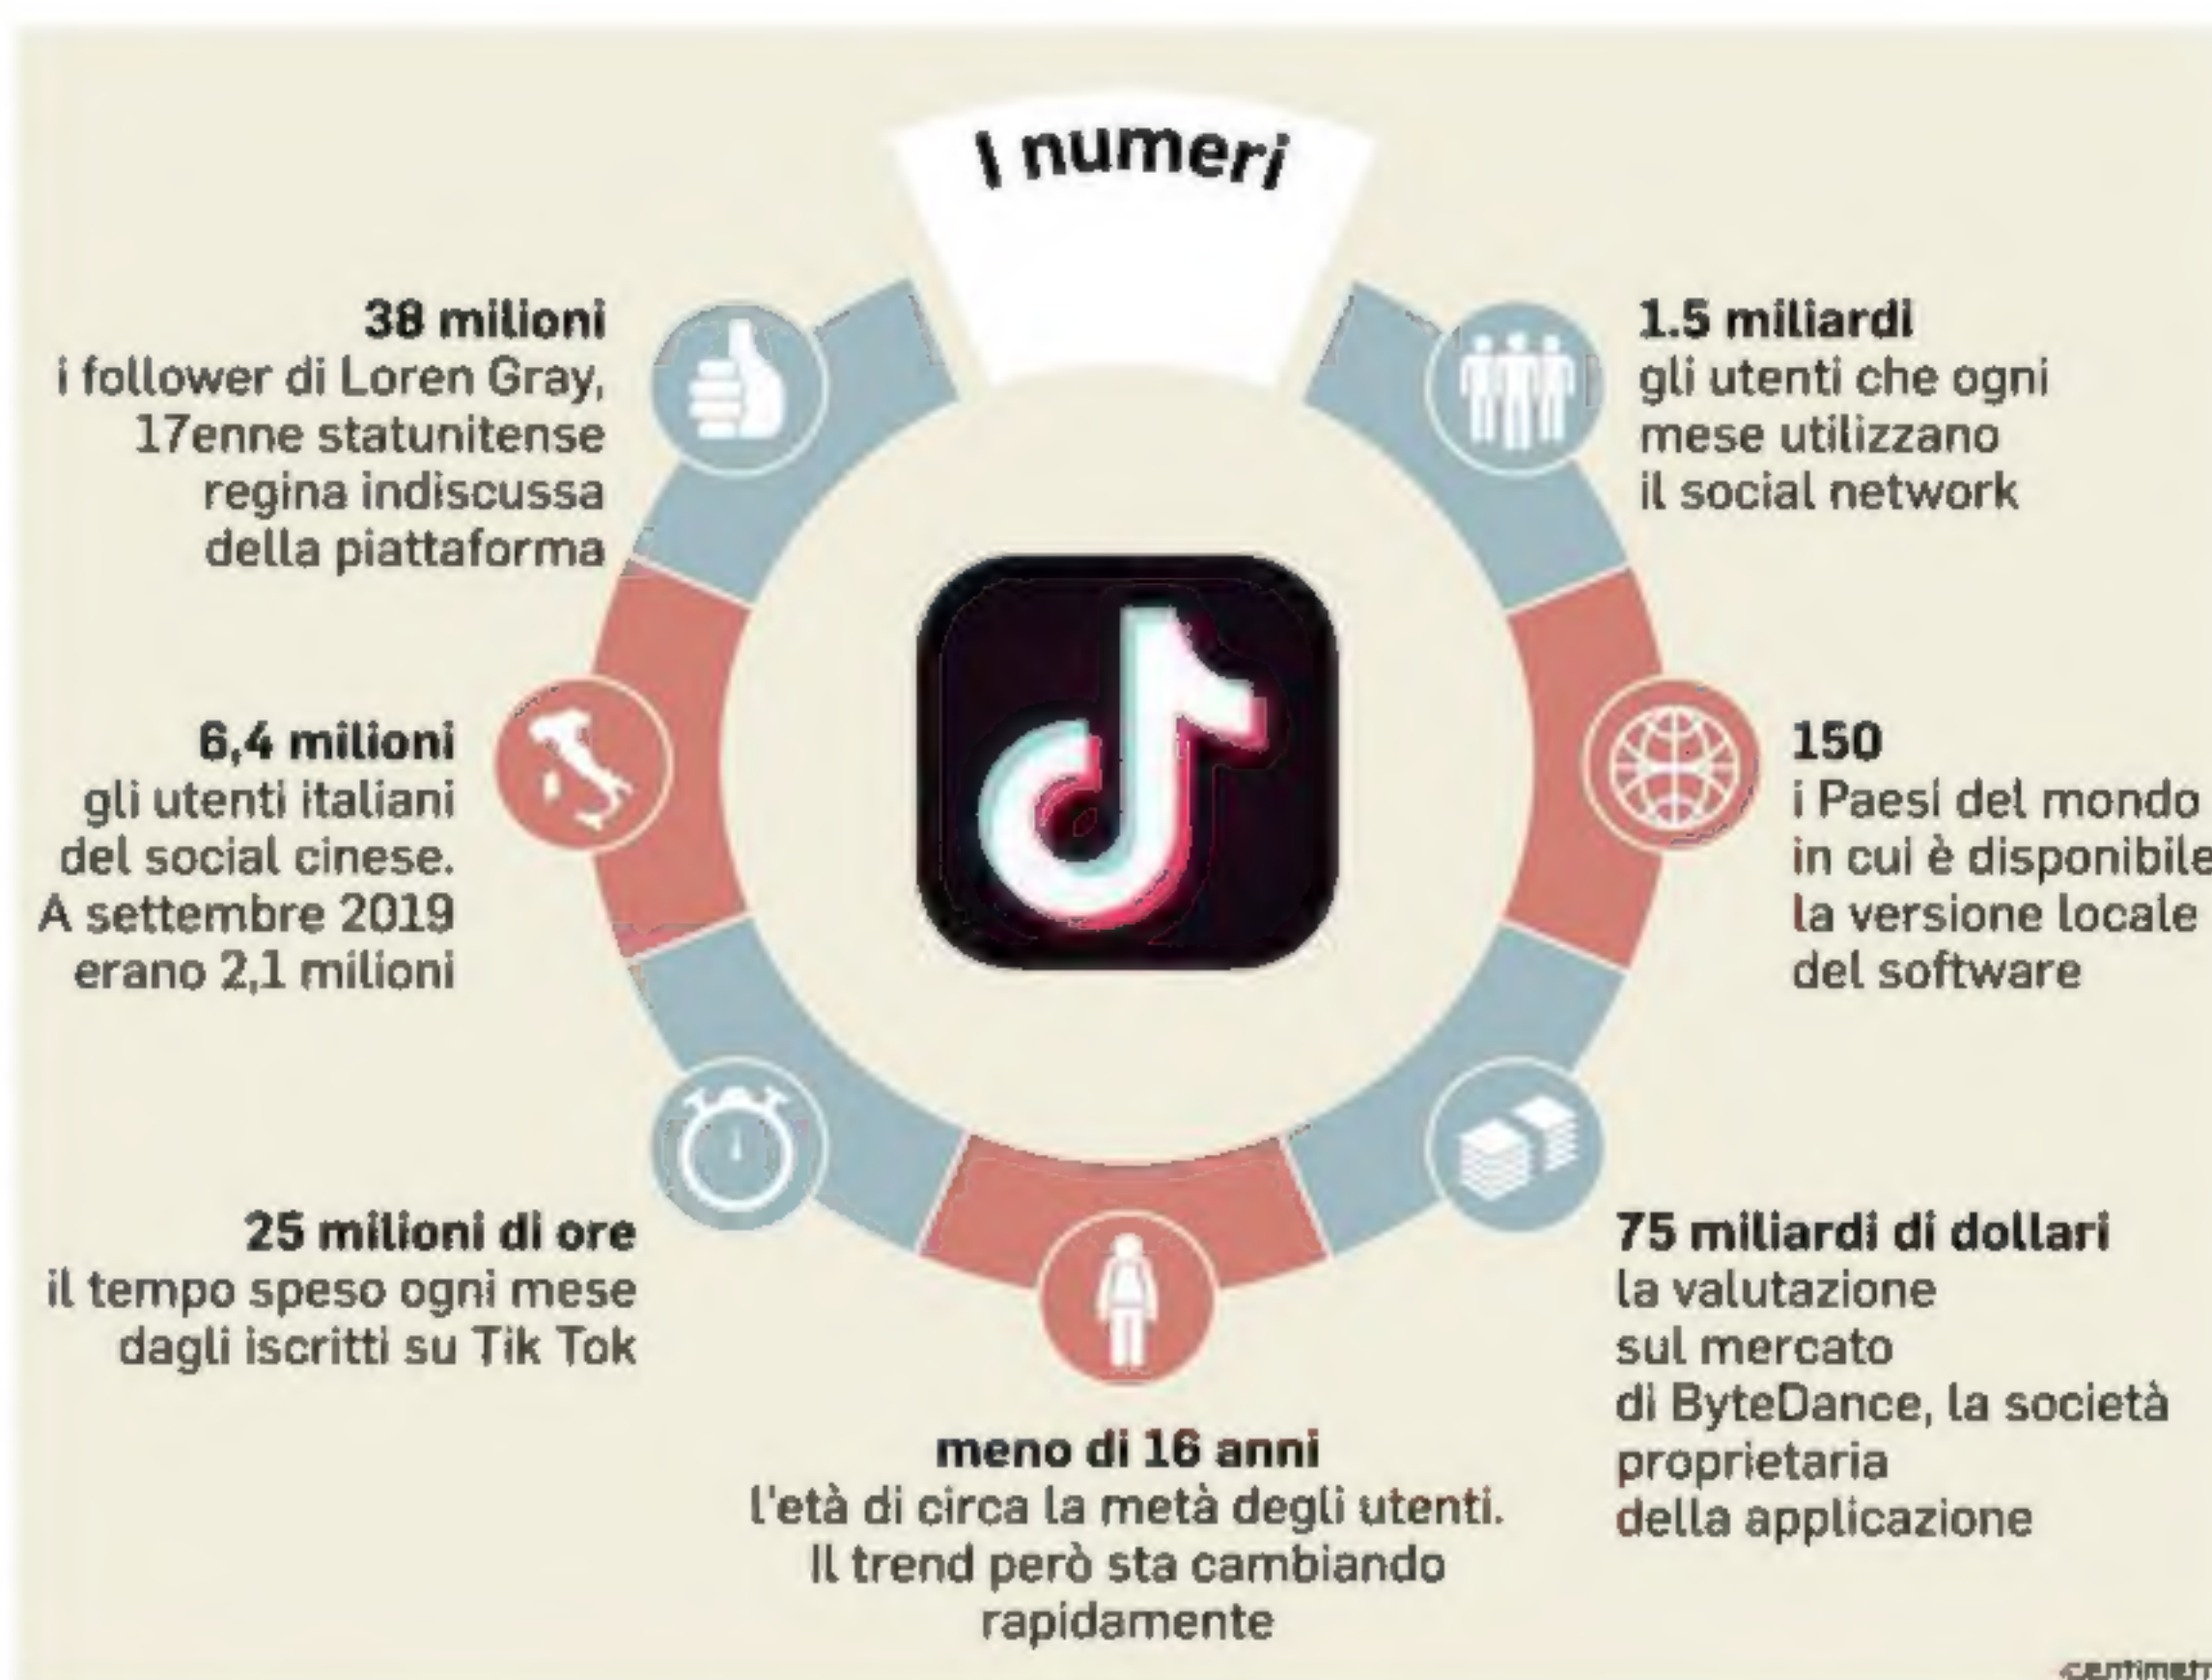 I numeri
38 milioni
i follower di Loren Gray,
17enne statunitense
regina indiscussa
della piattaforma
1.5 miliardi
gli utenti che ogni
mese utilizzano
il social network
6,4 milioni
gli utenti italiani
del social cinese.
A settembre 2019
erano 2,1 milioni
150
i Paesi del mondo
in cui è disponibile
la versione locale
del software
25 milioni di ore
il tempo speso ogni mese
dagli iscritti su Tik Tok
75 miliardi di dollari
la valutazione
sul mercato
di ByteDance, la società
proprietaria
della applicazione
meno di 16 anni
l'età di circa la metà degli utenti.
Il trend però sta cambiando
rapidamente